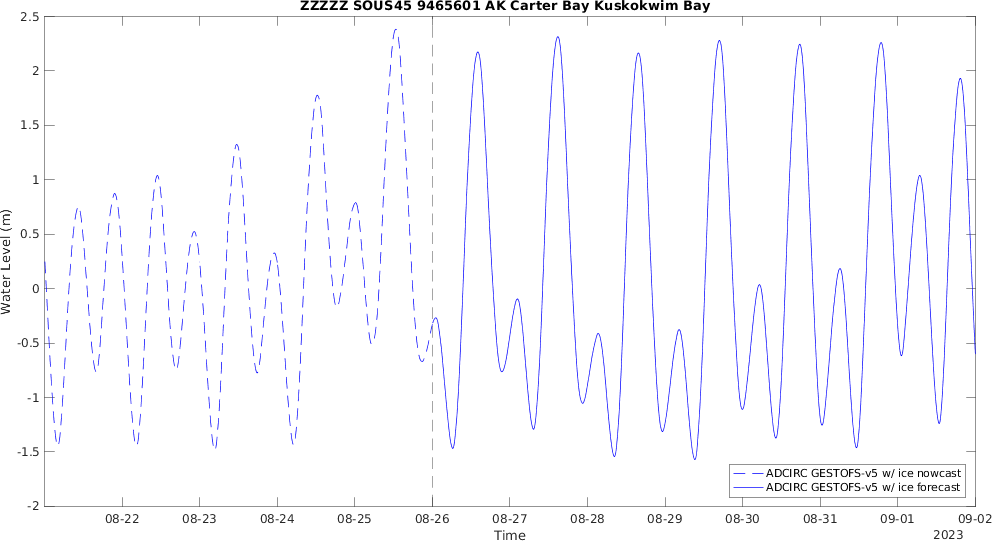 ZZZZZ SOUS45 9465601 AK Carter Bay Kuskokwim Bay
2.5
2
1.5
1
0.5
0
-0.5
-1
-1.5
-2
Water Level (m)
ADCIRC GESTOFS-v5 w/ ice nowcast
ADCIRC GESTOFS-v5 w/ ice forecast
08-22 08-23 08-24 08-25 08-26 08-27 08-28 08-29 08-30 08-31 09-01 09-02
Time
2023